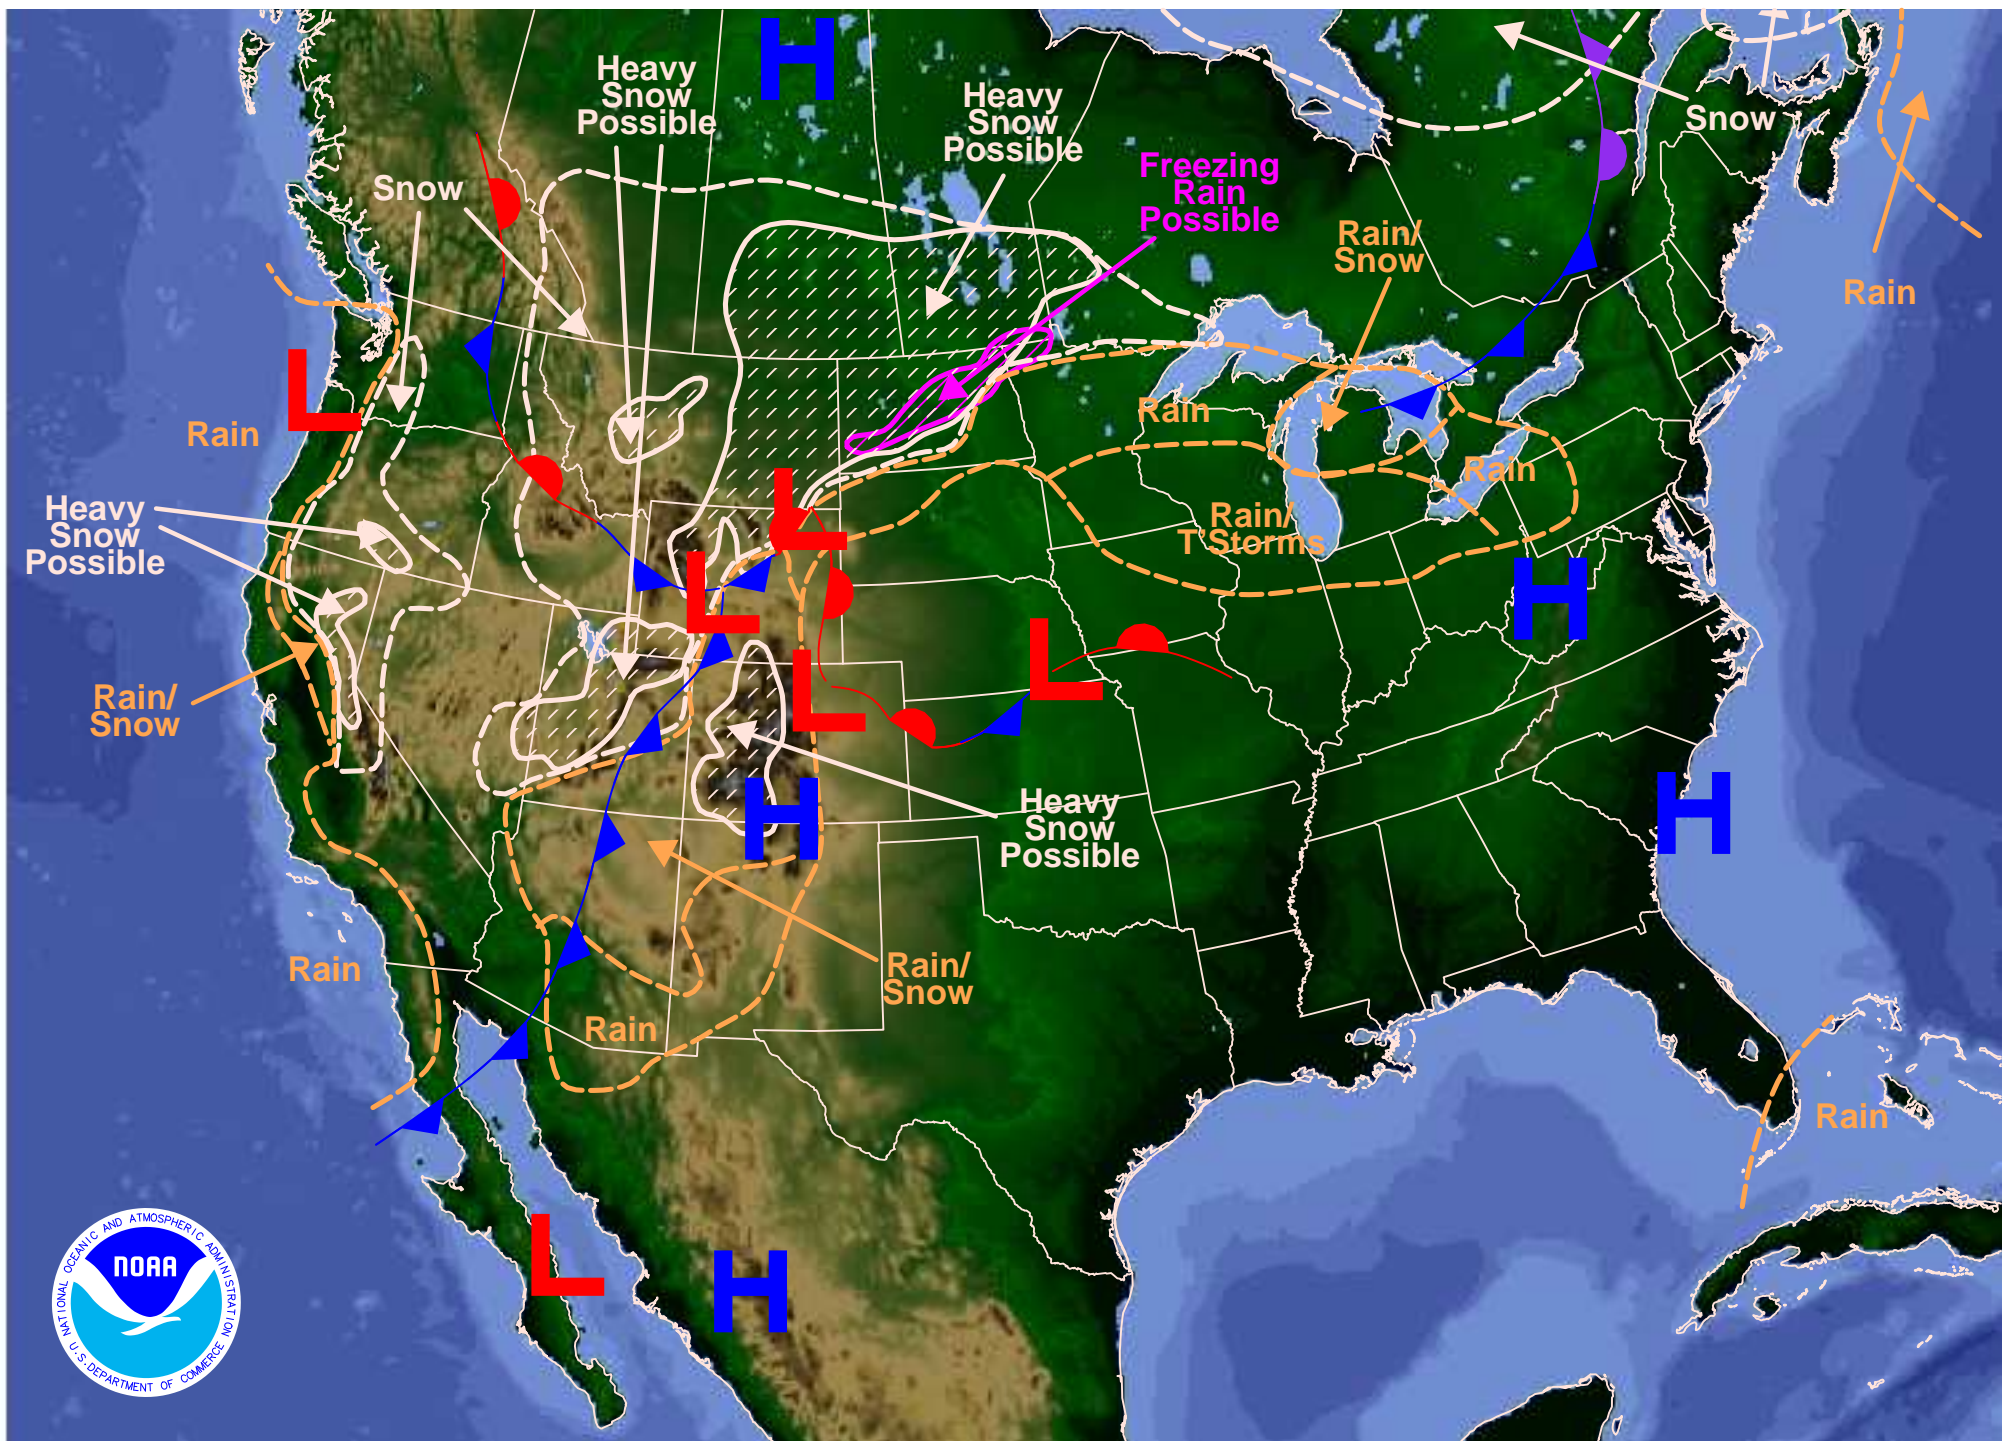 H
Heavy
Snow
Possible
Heavy
Snow
Possible
Snow
Freezing
Rain
Possible
Snow
Rain/
Snow
Rain
L
Rain
Rain
Rain
L
Heavy
Snow
Possible
Rain/
T'Storms
L
H
L
L
Rain/
Snow
H
H
Heavy
Snow
Possible
Rain
Rain/
Snow
Rain
Rain
L
H
NOAA
NATIONAL OCEANIC AND ATMOSPHERIC ADMINISTRATION
U.S. DEPARTMENT OF COMMERCE